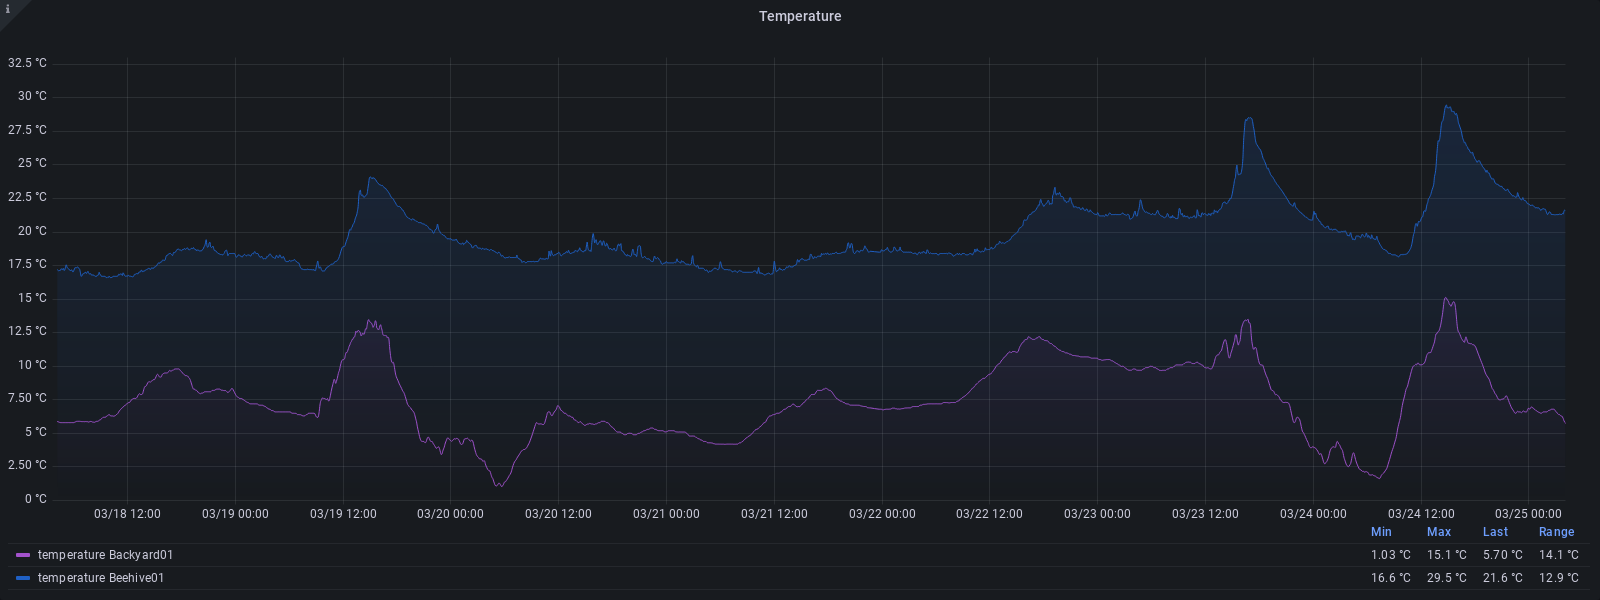 i
Temperature
32.5 °C
30 °C
27.5 °C
25 °C
22.5 °C
20 °C
17.5 °C
15 °C
12.5 °C
10 °C
7.50 °C
5 °C
2.50 °C
0 °C
03/18 12:00 03/19 00:00 03/19 12:00 03/20 00:00 03/20 12:00 03/21 00:00 03/21 12:00 03/22 00:00 03/22 12:00 03/23 00:00 03/23 12:00 03/24 00:00 03/24 12:00 03/25 00:00
Min Max Last Range
temperature Backyard01 1.03 °C 15.1 °C 5.70 °C 14.1 °C
temperature Beehive01 16.6 °C 29.5 °C 21.6 °C 12.9 °C